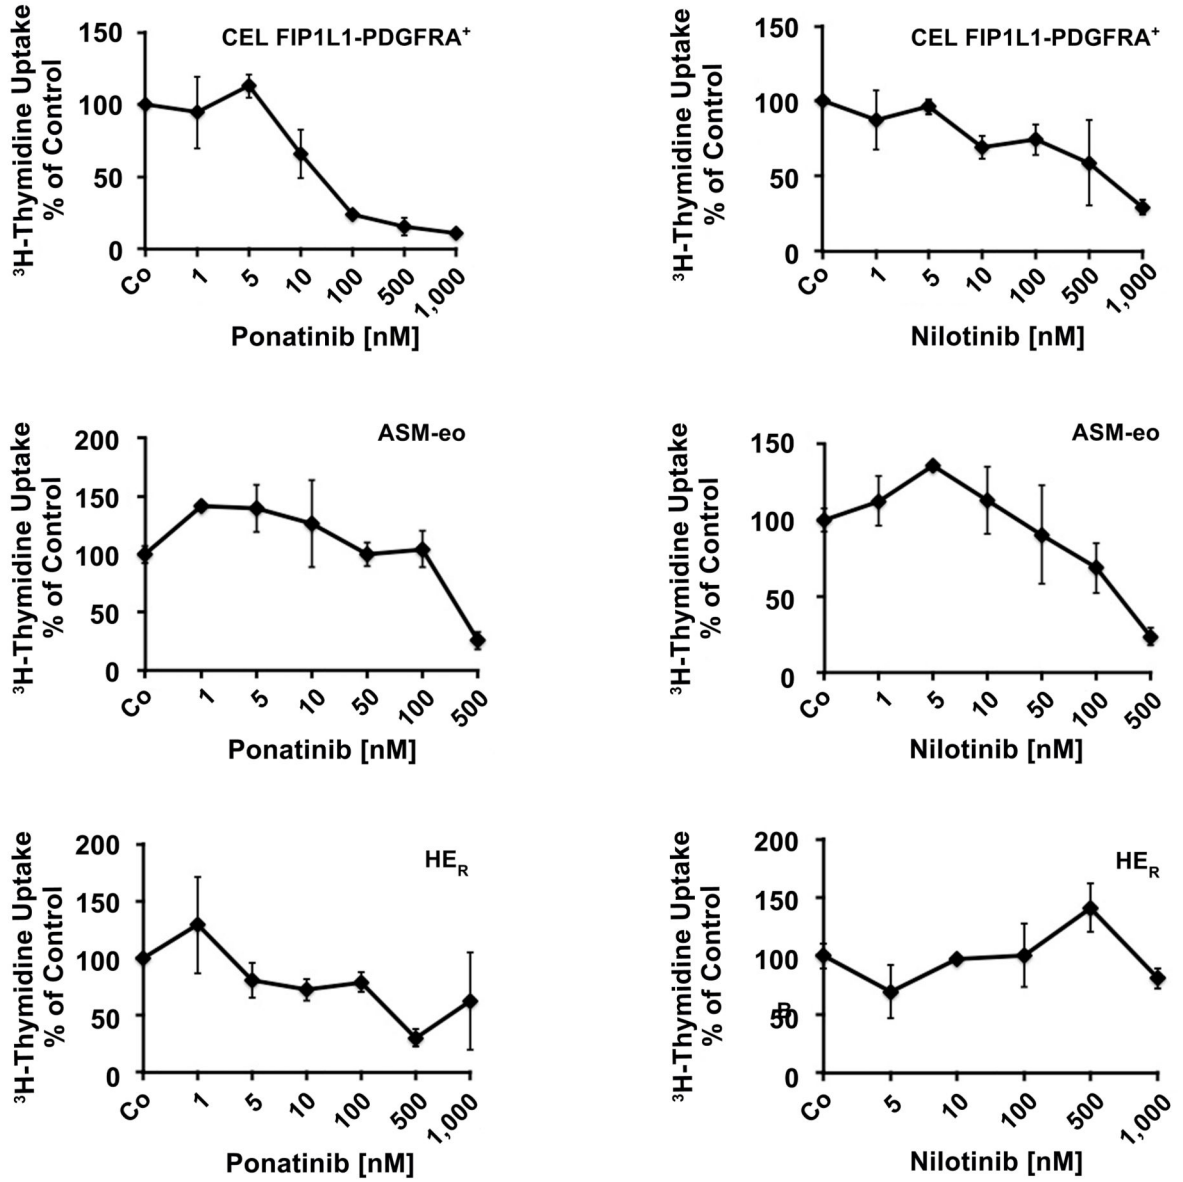 CEL FIP1L1-PDGFRA⁺
³H-Thymidine Uptake
% of Control
150
100
50
0
Co 1 5 10 100 500 1,000
Ponatinib [nM]
CEL FIP1L1-PDGFRA⁺
³H-Thymidine Uptake
% of Control
150
100
50
0
Co 1 5 10 100 500 1,000
Nilotinib [nM]
ASM-eo
³H-Thymidine Uptake
% of Control
200
150
100
50
0
Co 1 5 10 50 100 500
Ponatinib [nM]
ASM-eo
³H-Thymidine Uptake
% of Control
150
100
50
0
Co 1 5 10 50 100 500
Nilotinib [nM]
HE_R
³H-Thymidine Uptake
% of Control
200
150
100
50
0
Co 1 5 10 100 500 1,000
Ponatinib [nM]
HE_R
³H-Thymidine Uptake
% of Control
200
150
100
50
0
Co 5 10 100 500 1,000
Nilotinib [nM]